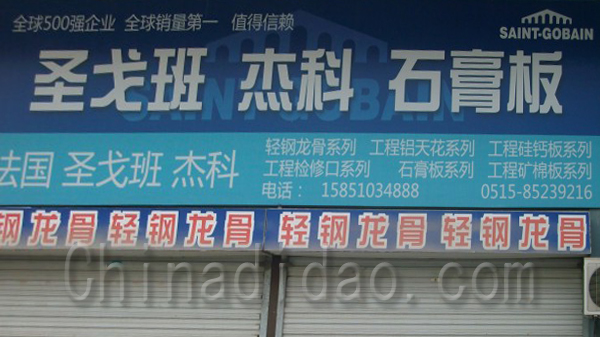 全球500强企业 全球销量第一 值得信赖
SAINT-GOBAIN
圣戈班 杰科 石膏板
SAINT-GOBAIN
法国 圣戈班 杰科
轻钢龙骨系列 工程铝天花系列 工程硅钙板系列
工程检修口系列 石膏板系列 工程矿棉板系列
电话: 15851034888 0515-85239216
钢龙骨 轻钢龙骨 轻钢龙骨 轻钢龙骨